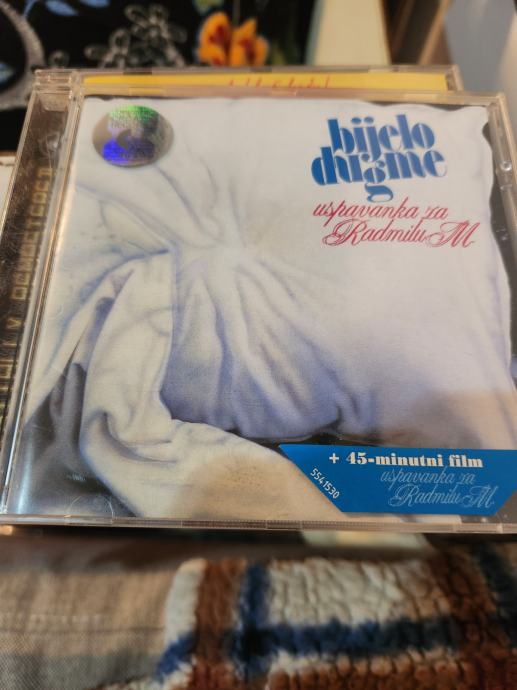 bijelo
dugme
uspavanka za
Radmilu M
+ 45-minutni film
uspavanka za
Radmilu M
5541530